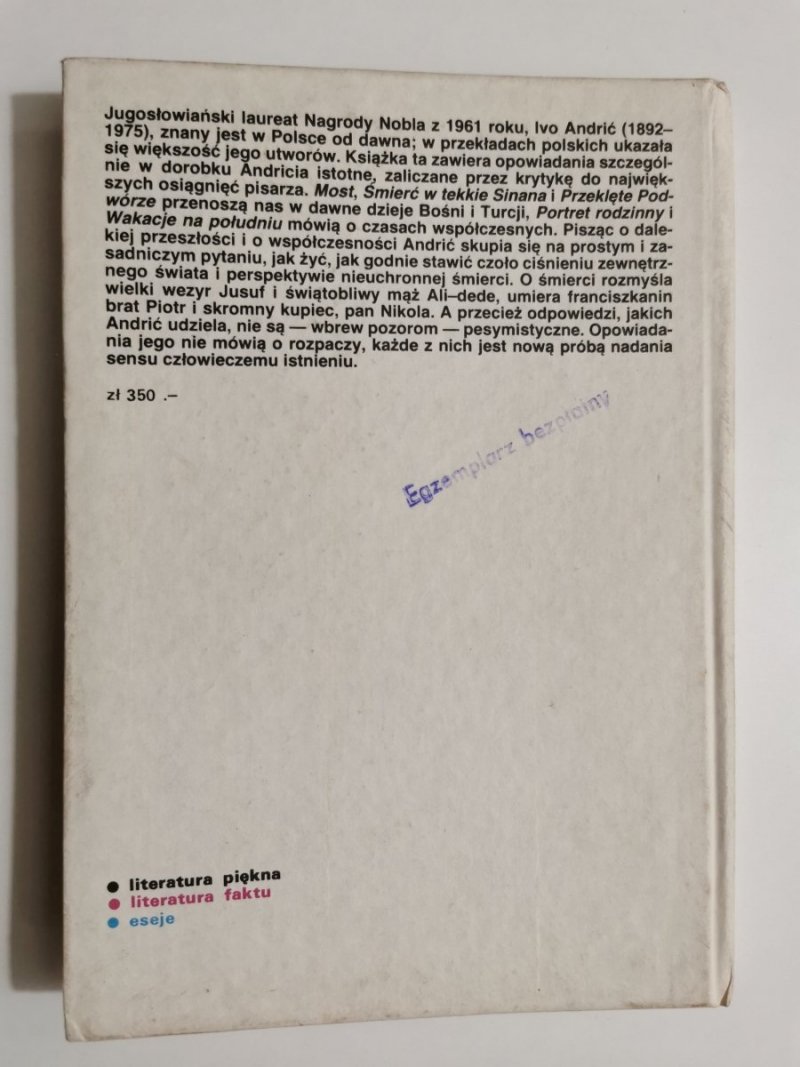 Jugosłowiański laureat Nagrody Nobla z 1961 roku, Ivo Andrić (1892–
1975), znany jest w Polsce od dawna; w przekładach polskich ukazała
się większość jego utworów. Książka ta zawiera opowiadania szczegól-
nie w dorobku Andricia istotne, zaliczane przez krytykę do najwięk-
szych osiągnięć pisarza. Most, Śmierć w tekkie Sinana i Przeklęte Pod-
wórze przenoszą nas w dawne dzieje Bośni i Turcji, Portret rodzinny i
Wakacje na południu mówią o czasach współczesnych. Pisząc o dale-
kiej przeszłości i o współczesności Andrić skupia się na prostym i za-
sadniczym pytaniu, jak żyć, jak godnie stawić czoło ciśnieniu zewnętrz-
nego świata i perspektywie nieuchronnej śmierci. O śmierci rozmyśla
wielki wezyr Jusuf i świątobliwy mąż Ali–dede, umiera franciszkanin
brat Piotr i skromny kupiec, pan Nikola. A przecież odpowiedzi, jakich
Andrić udziela, nie są — wbrew pozorom — pesymistyczne. Opowiada-
nia jego nie mówią o rozpaczy, każde z nich jest nową próbą nadania
sensu człowieczemu istnieniu.
zł 350 .–
Egzemplarz bezpłatny
● literatura piękna
● literatura faktu
● eseje